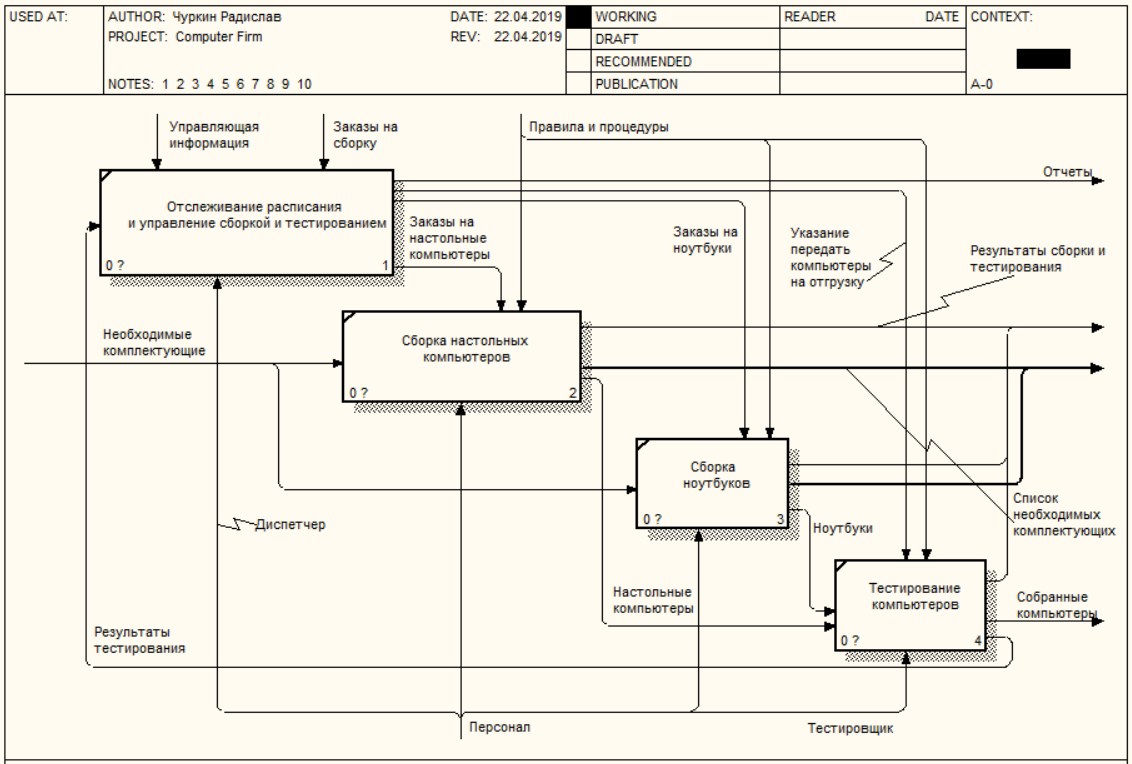 USED AT:
AUTHOR: Чуркин Радислав
DATE: 22.04.2019
PROJECT: Computer Firm
REV: 22.04.2019
NOTES: 1 2 3 4 5 6 7 8 9 10
WORKING
DRAFT
RECOMMENDED
PUBLICATION
READER
DATE
CONTEXT:
A-0
Управляющая
информация
Заказы на
сборку
Правила и процедуры
Отчеты
Отслеживание расписания
и управление сборкой и тестированием
0 ?
1
Заказы на
настольные
компьютеры
Заказы на
ноутбуки
Указание
передать
компьютеры
на отгрузку
Результаты сборки и
тестирования
Необходимые
комплектующие
Сборка настольных
компьютеров
0 ?
2
Сборка
ноутбуков
0 ?
3
Список
необходимых
комплектующих
Диспетчер
Ноутбуки
Настольные
компьютеры
Тестирование
компьютеров
0 ?
4
Собранные
компьютеры
Результаты
тестирования
Персонал
Тестировщик